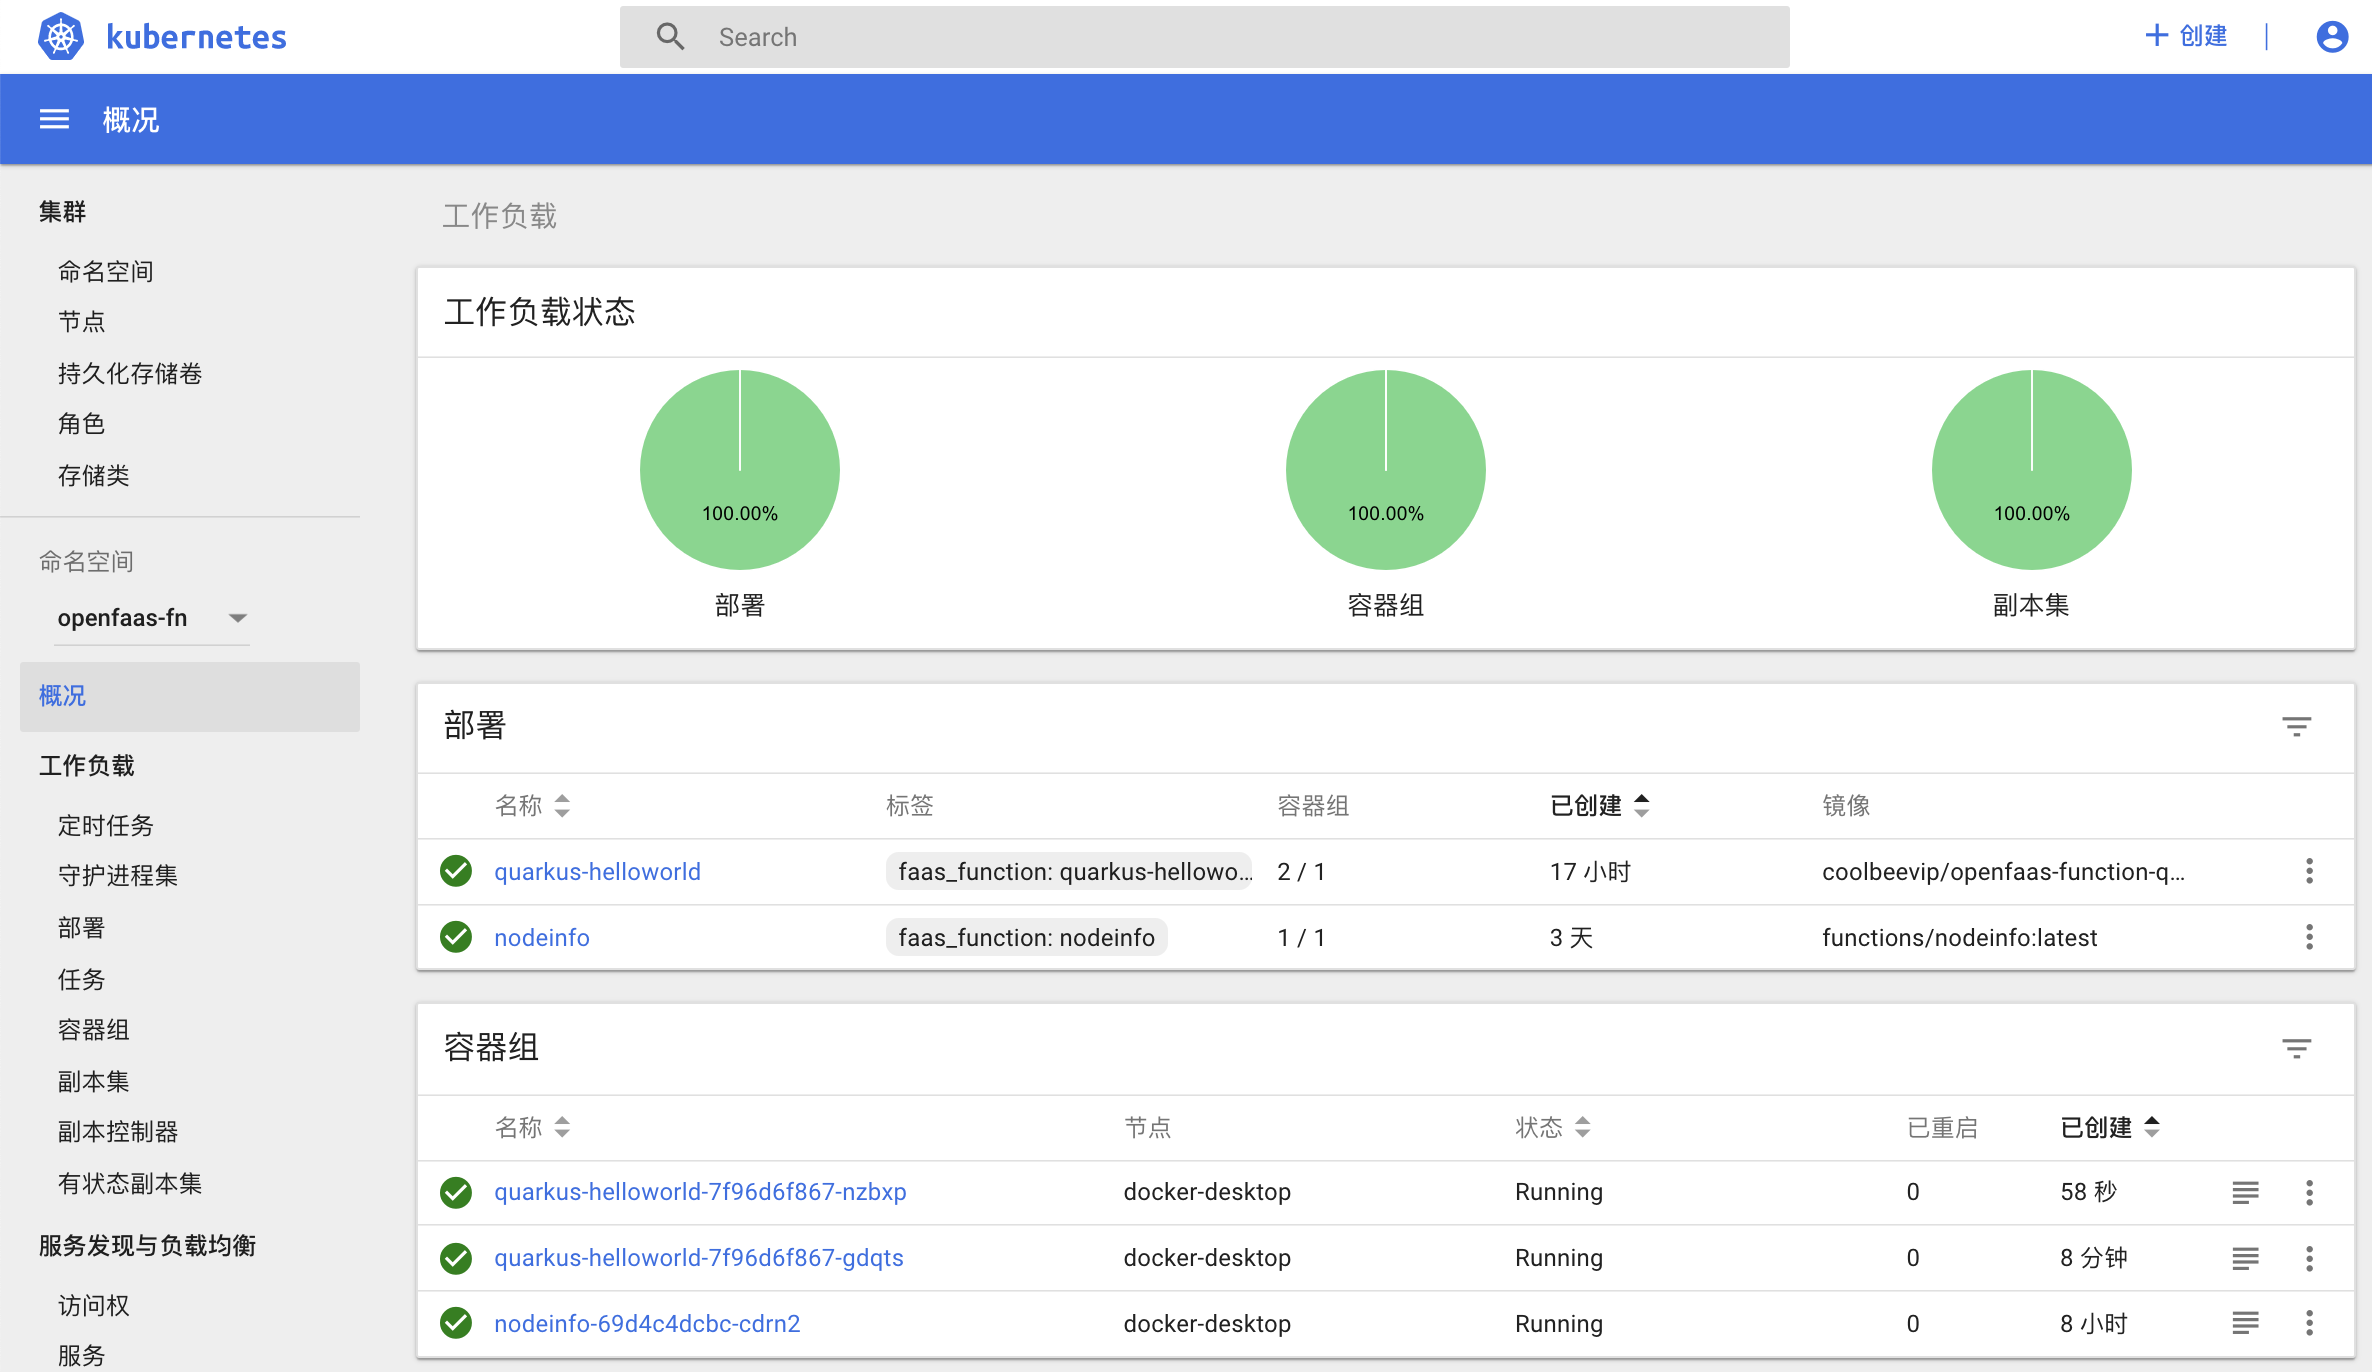 kubernetes
Search
创建
概况
集群
命名空间
节点
持久化存储卷
角色
存储类
命名空间
openfaas-fn
概况
工作负载
定时任务
守护进程集
部署
任务
容器组
副本集
副本控制器
有状态副本集
服务发现与负载均衡
访问权
服务
工作负载
工作负载状态
100.00% 100.00% 100.00%
部署 容器组 副本集
部署
名称 标签 容器组 已创建 镜像
quarkus-helloworld faas_function: quarkus-hellowo... 2 / 1 17 小时 coolbeevip/openfaas-function-q...
nodeinfo faas_function: nodeinfo 1 / 1 3 天 functions/nodeinfo:latest
容器组
名称 节点 状态 已重启 已创建
quarkus-helloworld-7f96d6f867-nzbxp docker-desktop Running 0 58 秒
quarkus-helloworld-7f96d6f867-gdqts docker-desktop Running 0 8 分钟
nodeinfo-69d4c4dcbc-cdrn2 docker-desktop Running 0 8 小时